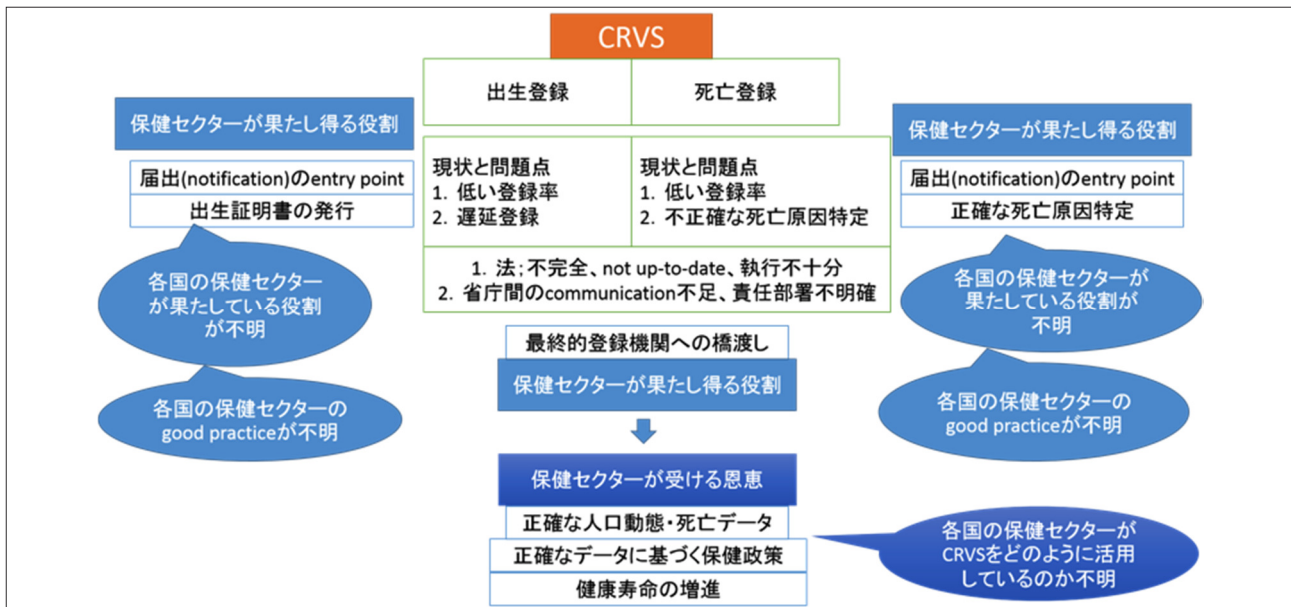 CRVS
出生登録
死亡登録
保健セクターが果たし得る役割
届出(notification)のentry point
出生証明書の発行
各国の保健セクター
が果たしている役割
が不明
各国の保健セクターの
good practiceが不明
現状と問題点
1. 低い登録率
2. 遅延登録
現状と問題点
1. 低い登録率
2. 不正確な死亡原因特定
1. 法；不完全、not up-to-date、執行不十分
2. 省庁間のcommunication不足、責任部署不明確
保健セクターが果たし得る役割
届出(notification)のentry point
正確な死亡原因特定
各国の保健セクターが
果たしている役割が
不明
各国の保健セクターの
good practiceが不明
最終的登録機関への橋渡し
保健セクターが果たし得る役割
保健セクターが受ける恩恵
正確な人口動態・死亡データ
正確なデータに基づく保健政策
健康寿命の増進
各国の保健セクターが
CRVSをどのように活用
しているのか不明